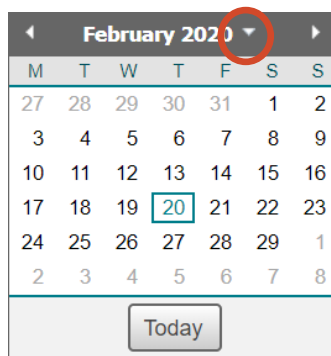 February 2020
M T W T F S S
27 28 29 30 31 1 2
3 4 5 6 7 8 9
10 11 12 13 14 15 16
17 18 19 20 21 22 23
24 25 26 27 28 29 1
2 3 4 5 6 7 8
Today